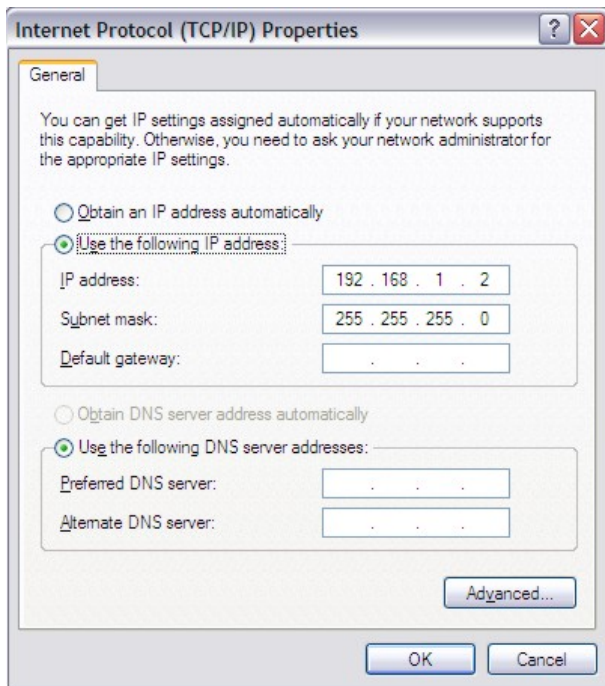 Internet Protocol (TCP/IP) Properties
General
You can get IP settings assigned automatically if your network supports
this capability. Otherwise, you need to ask your network administrator for
the appropriate IP settings.
Obtain an IP address automatically
Use the following IP address:
IP address: 192 . 168 . 1 . 2
Subnet mask: 255 . 255 . 255 . 0
Default gateway: . . .
Obtain DNS server address automatically
Use the following DNS server addresses:
Preferred DNS server: . . .
Alternate DNS server: . . .
Advanced...
OK Cancel